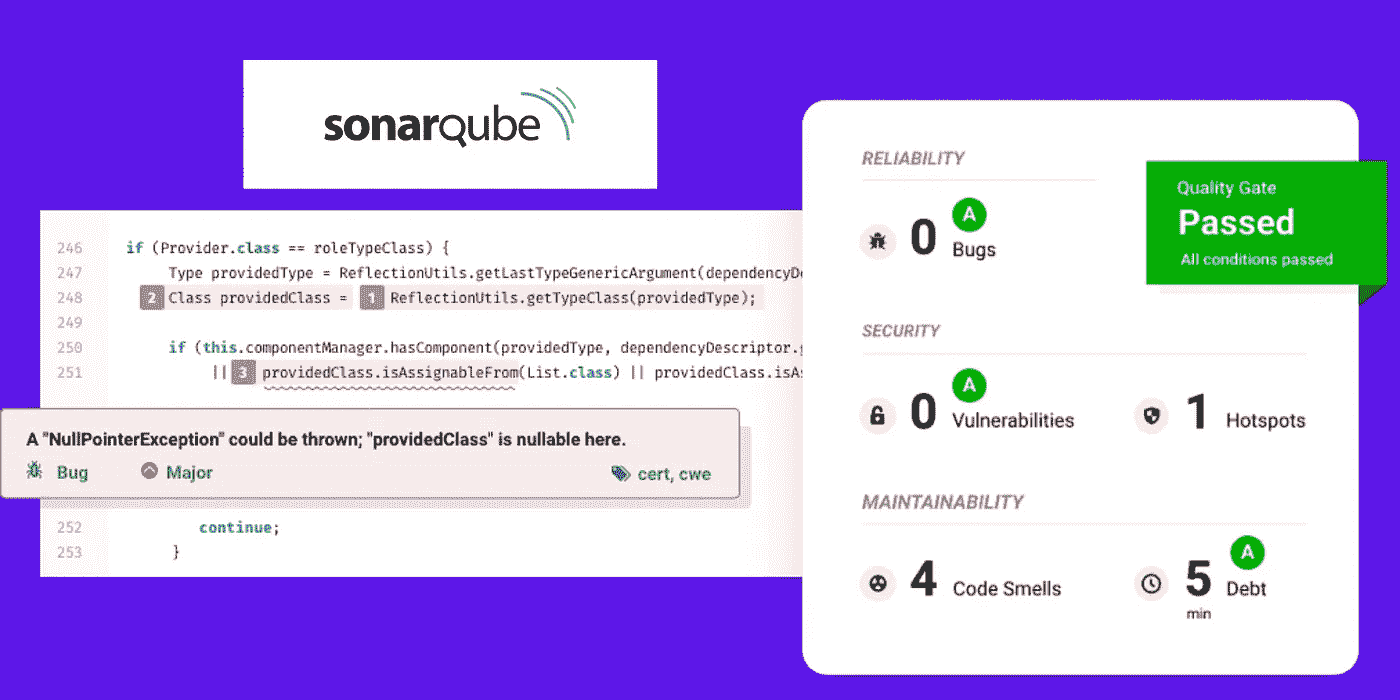 sonarqube
246 if (Provider.class == roleTypeClass) {
247 Type providedType = ReflectionUtils.getLastTypeGenericArgument(dependencyDe
248 2 Class providedClass = 1 ReflectionUtils.getTypeClass(providedType);
249
250 if (this.componentManager.hasComponent(providedType, dependencyDescriptor.g
251 || 3 providedClass.isAssignableFrom(List.class) || providedClass.isAs
A "NullPointerException" could be thrown; "providedClass" is nullable here.
Bug Major cert, cwe
252 continue;
253 }
RELIABILITY
0 A Bugs
Quality Gate
Passed
All conditions passed
SECURITY
0 A Vulnerabilities 1 Hotspots
MAINTAINABILITY
4 Code Smells 5 min A Debt